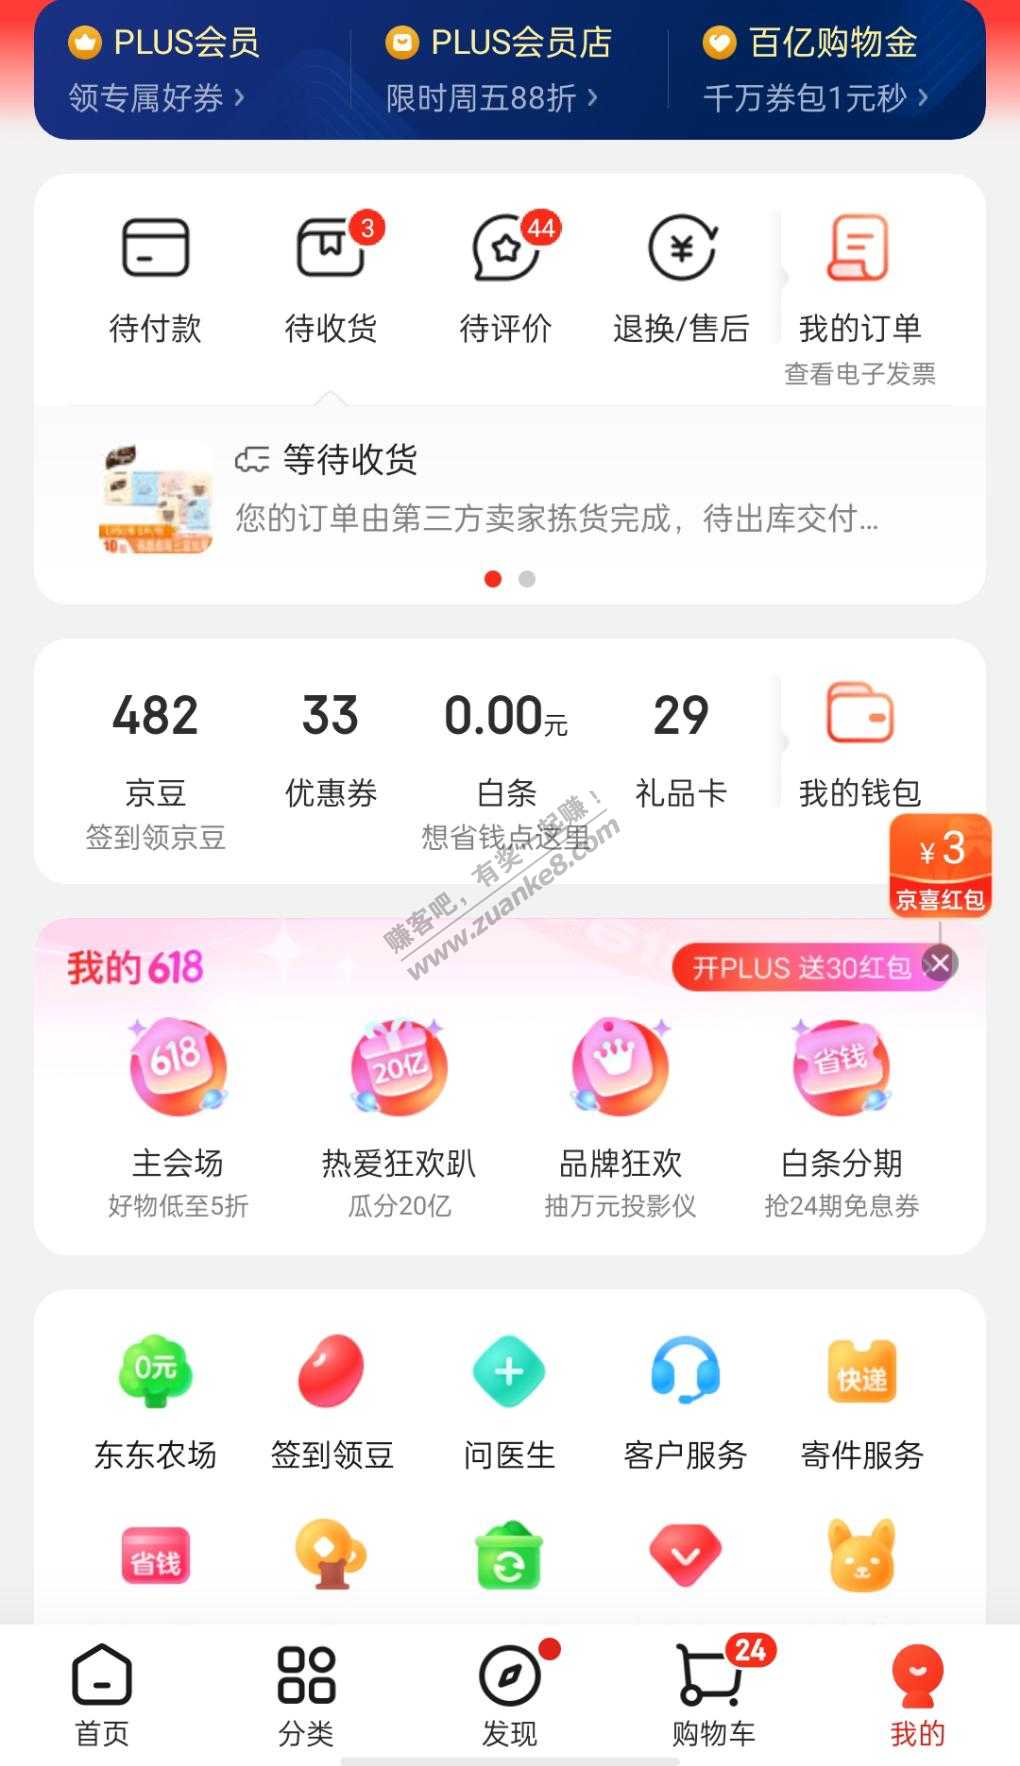 PLUS会员
PLUS会员店
百亿购物金
领专属好券 ›
限时周五88折 ›
千万券包1元秒 ›
3
44
待付款
待收货
待评价
退换/售后
我的订单
查看电子发票
等待收货
您的订单由第三方卖家拣货完成，待出库交付...
482
33
0.00元
29
京豆
优惠券
白条
礼品卡
我的钱包
签到领京豆
想省钱点这里
¥3
京喜红包
赚客吧，有奖一起赚！
www.zuanke8.com
我的618
开PLUS 送30红包
618
20亿
省钱
主会场
热爱狂欢趴
品牌狂欢
白条分期
好物低至5折
瓜分20亿
抽万元投影仪
抢24期免息券
0元
快递
东东农场
签到领豆
问医生
客户服务
寄件服务
省钱
24
首页
分类
发现
购物车
我的